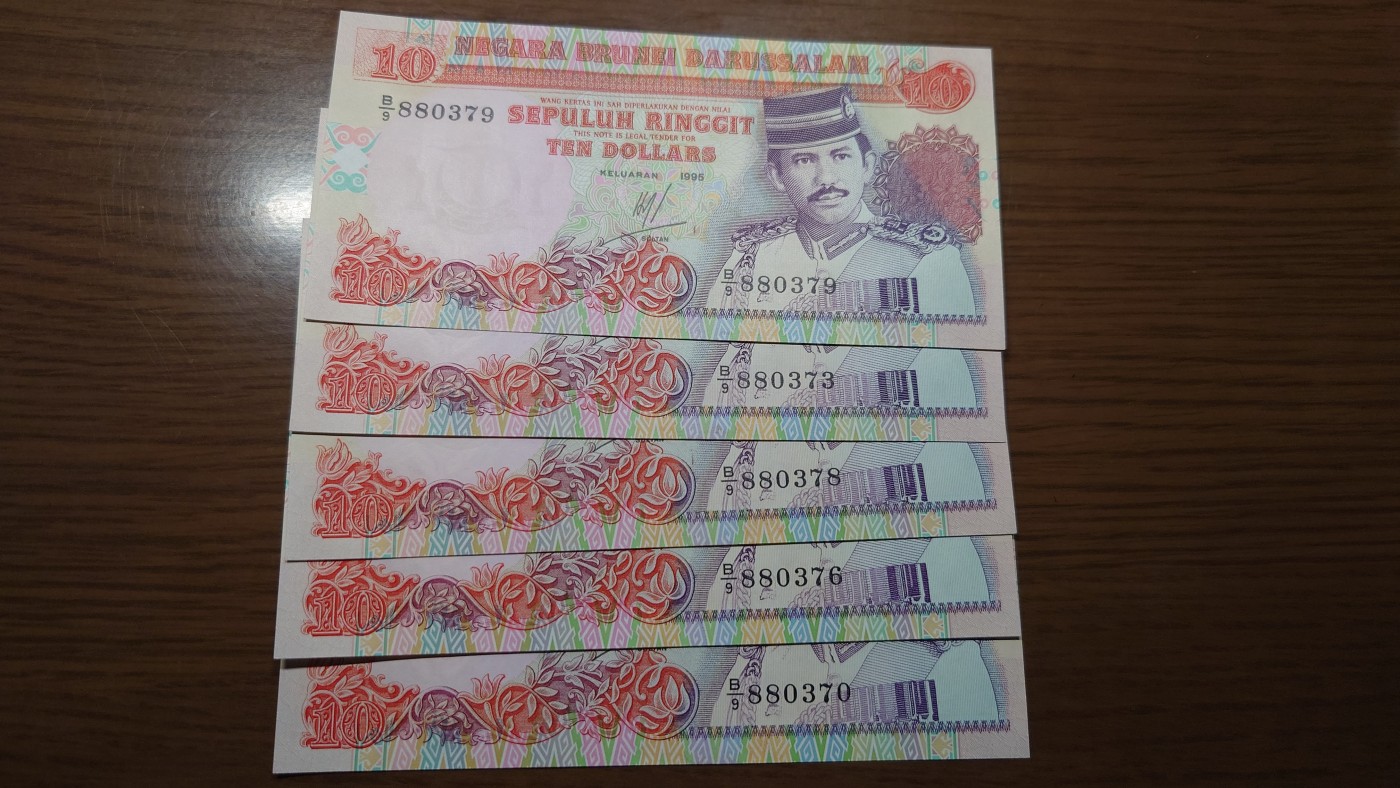 10 NEGARA BRUNEI DARUSSALAM 10
B/9 880379
WANG KERTAS INI SAH DIPERLAKUKAN DENGAN NILAI
SEPULUH RINGGIT
THIS NOTE IS LEGAL TENDER FOR
TEN DOLLARS
KELUARAN 1995
SULTAN
10
B/9 880379
10
B/9 880373
10
B/9 880378
10
B/9 880376
10
B/9 880370